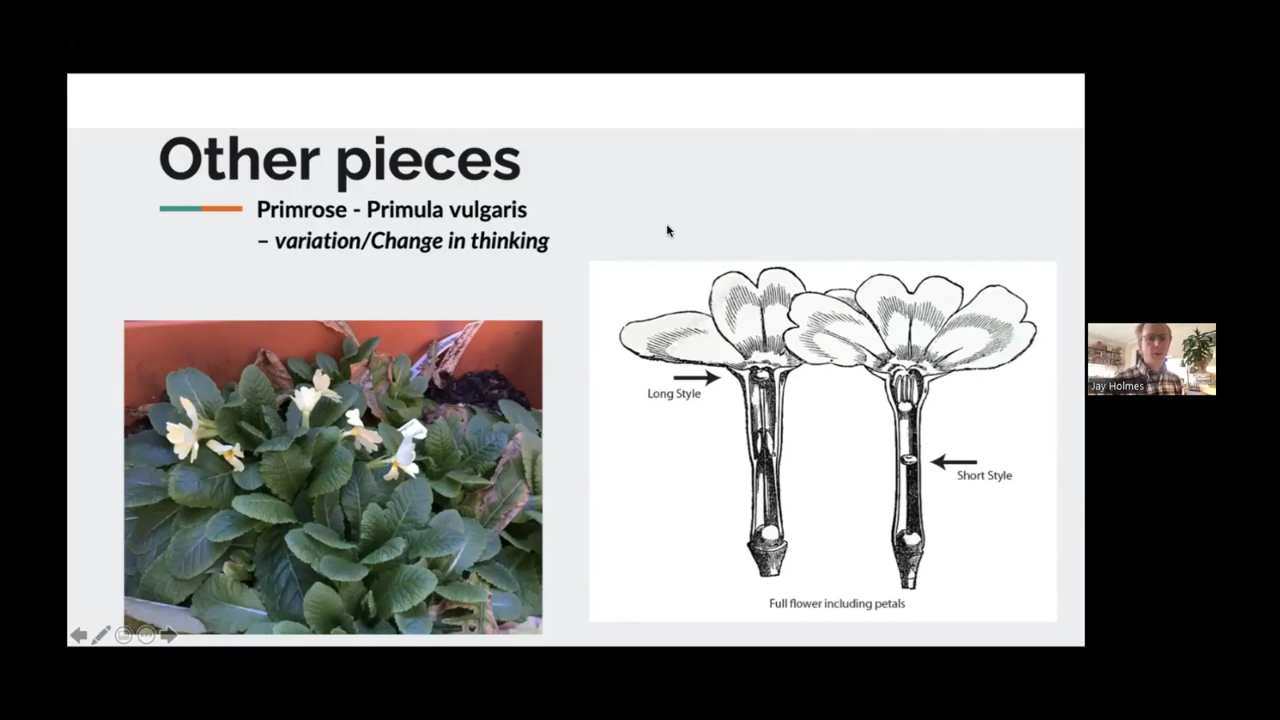 Other pieces
Primrose - Primula vulgaris
– variation/Change in thinking
Long Style
Short Style
Full flower including petals
Jay Holmes